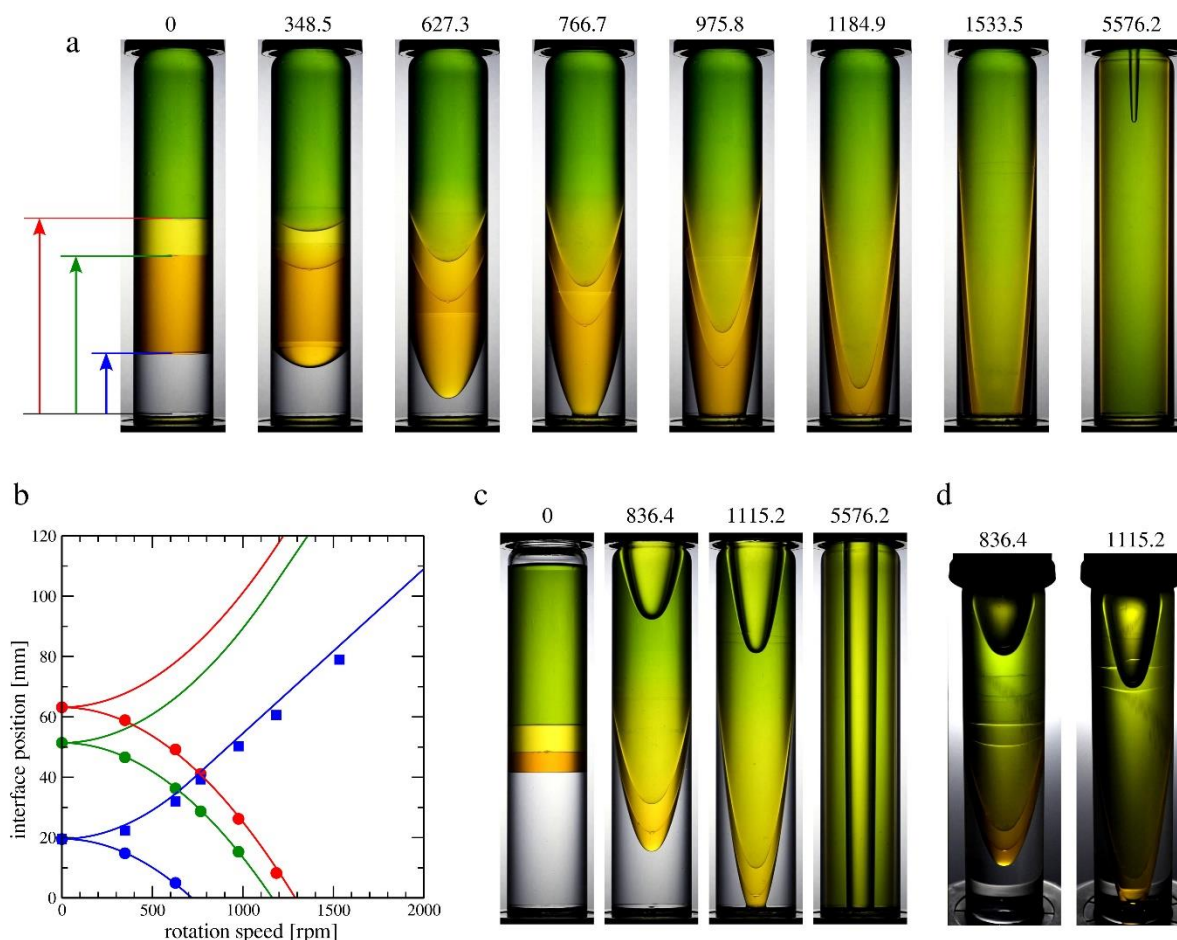 0 348.5 627.3 766.7 975.8 1184.9 1533.5 5576.2
a
b
120
100
80
60
40
20
0
interface position [mm]
0 500 1000 1500 2000
rotation speed [rpm]
c
0 836.4 1115.2 5576.2
d
836.4 1115.2